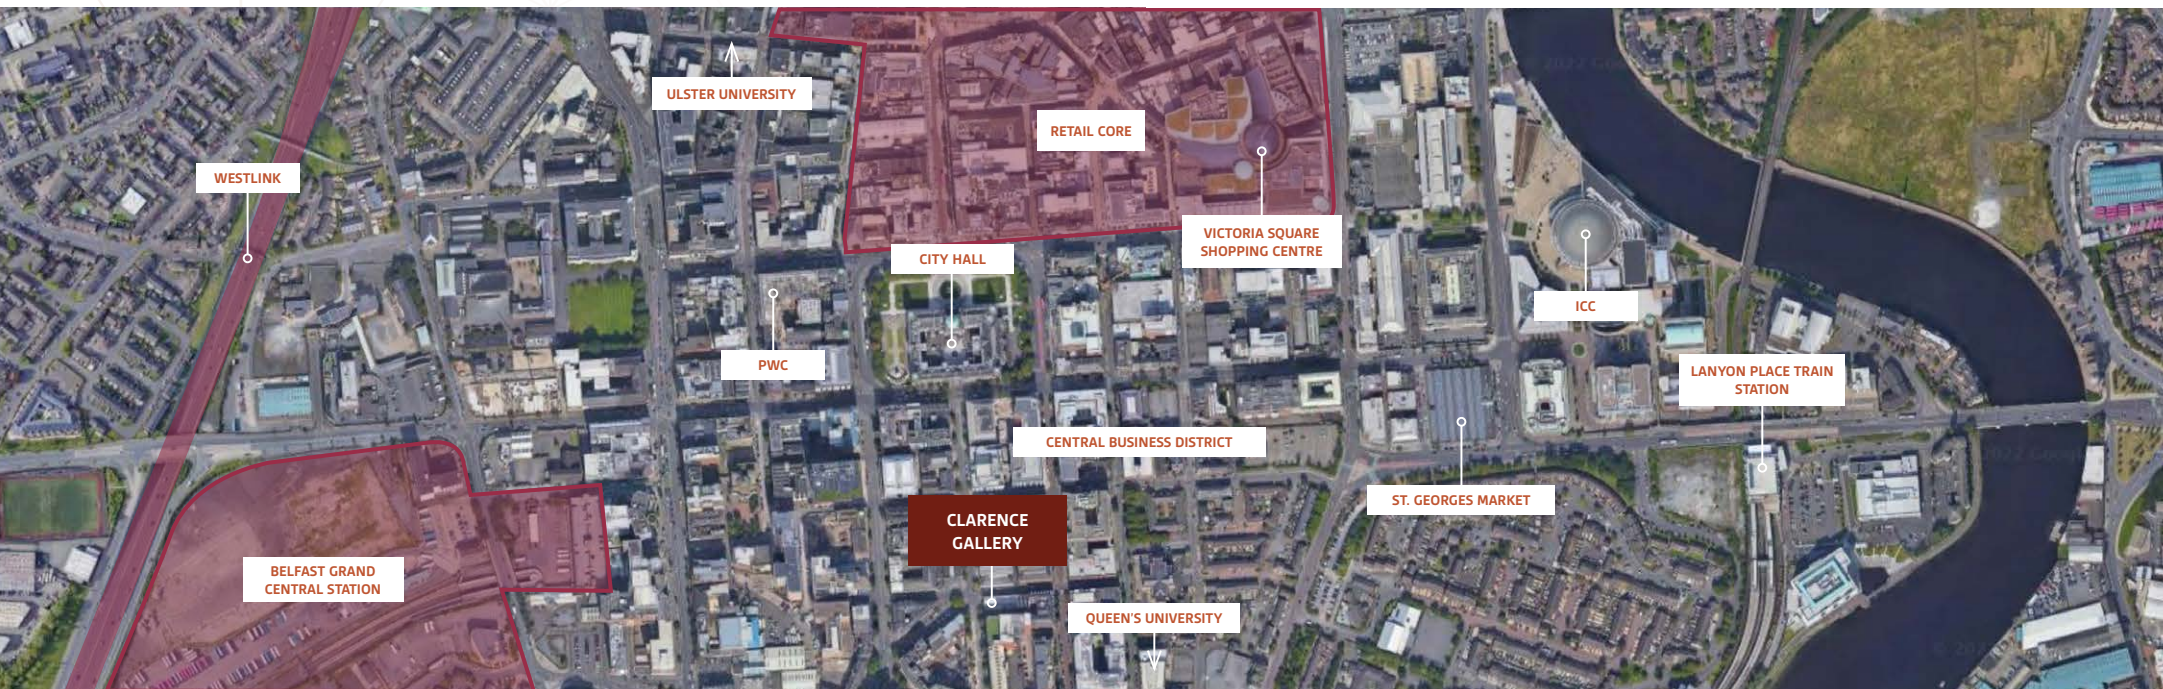 ULSTER UNIVERSITY
RETAIL CORE
WESTLINK
VICTORIA SQUARE
SHOPPING CENTRE
CITY HALL
ICC
PWC
LANYON PLACE TRAIN
STATION
CENTRAL BUSINESS DISTRICT
ST. GEORGES MARKET
CLARENCE
GALLERY
BELFAST GRAND
CENTRAL STATION
QUEEN'S UNIVERSITY